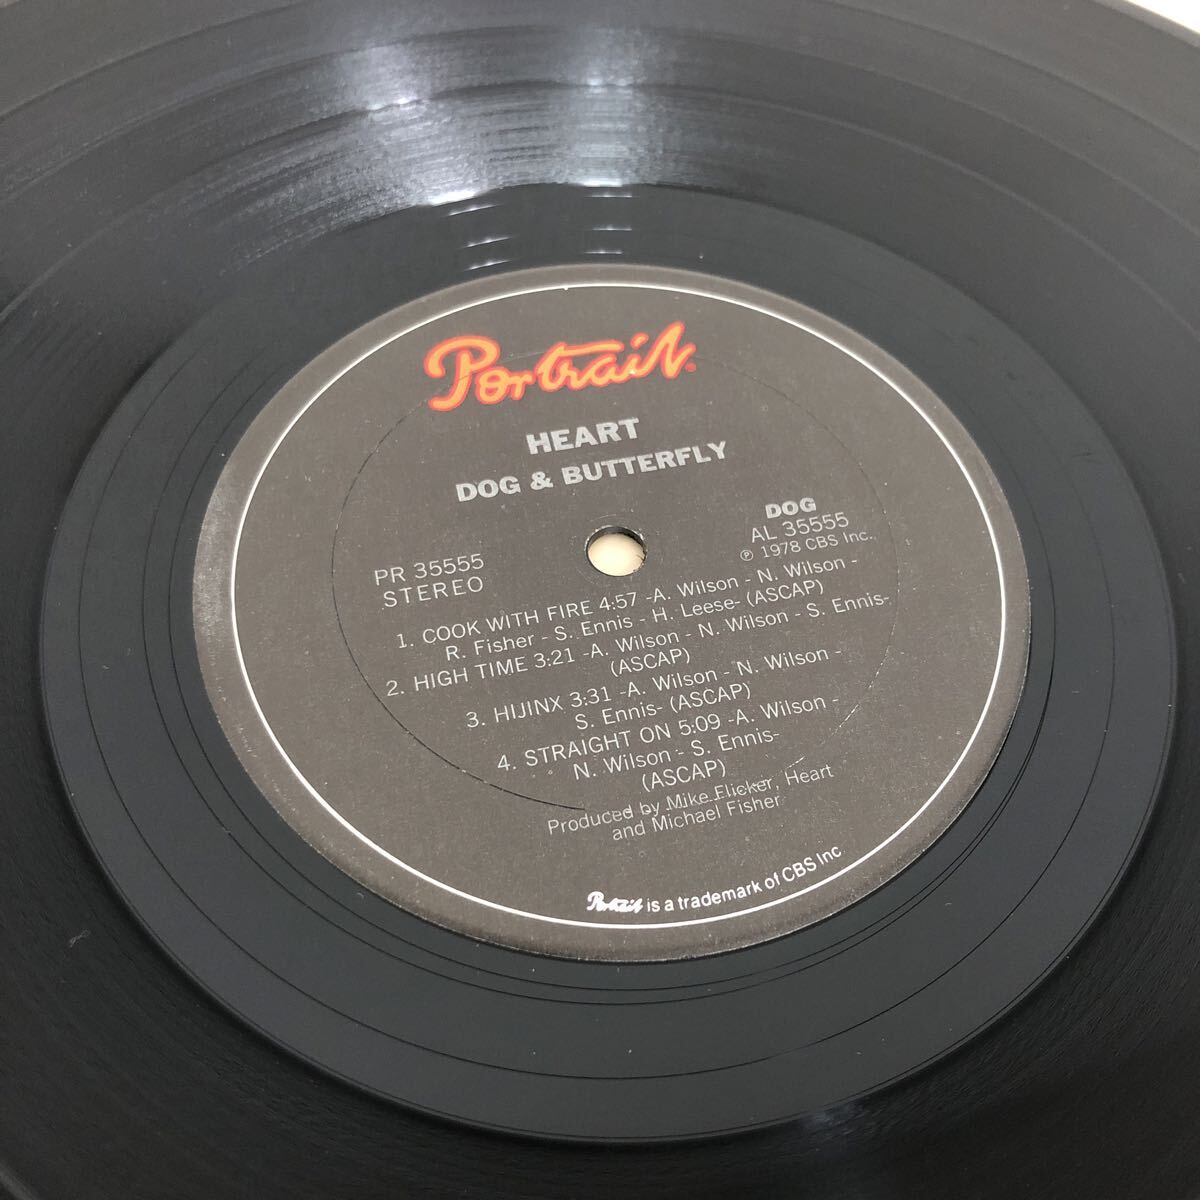 Portrait
HEART
DOG & BUTTERFLY
DOG
AL 35555
℗ 1978 CBS Inc.
PR 35555
STEREO
1. COOK WITH FIRE 4:57 -A. Wilson - N. Wilson -
R. Fisher - S. Ennis - H. Leese- (ASCAP)
2. HIGH TIME 3:21 -A. Wilson - N. Wilson - S. Ennis-
(ASCAP)
3. HIJINX 3:31 -A. Wilson - N. Wilson -
S. Ennis- (ASCAP)
4. STRAIGHT ON 5:09 -A. Wilson -
N. Wilson - S. Ennis-
(ASCAP)
Produced by Mike Flicker, Heart
and Michael Fisher
Portrait is a trademark of CBS Inc